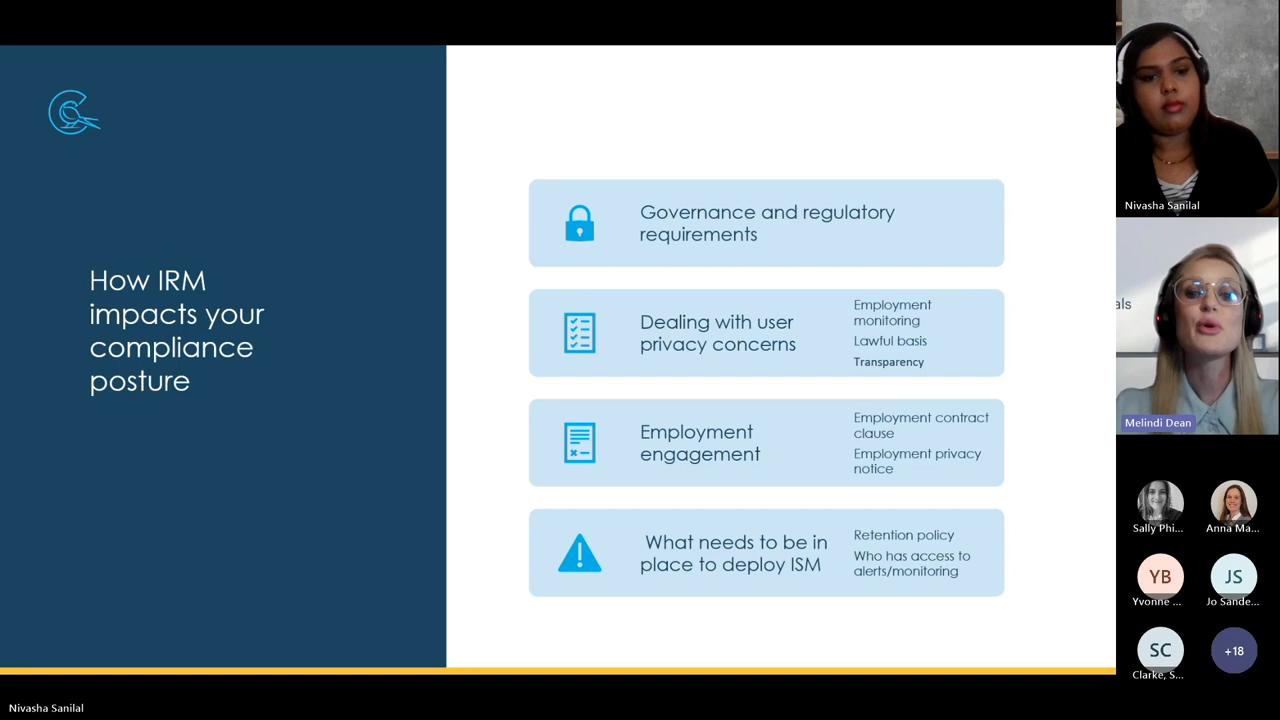 How IRM
impacts your
compliance
posture
Governance and regulatory
requirements
Dealing with user
privacy concerns
Employment
monitoring
Lawful basis
Transparency
Employment
engagement
Employment contract
clause
Employment privacy
notice
What needs to be in
place to deploy ISM
Retention policy
Who has access to
alerts/monitoring
Nivasha Sanilal
als
Melindi Dean
Sally Phi...
Anna Ma...
YB
JS
Yvonne ...
Jo Sande...
SC
+18
Clarke, S...
Nivasha Sanilal